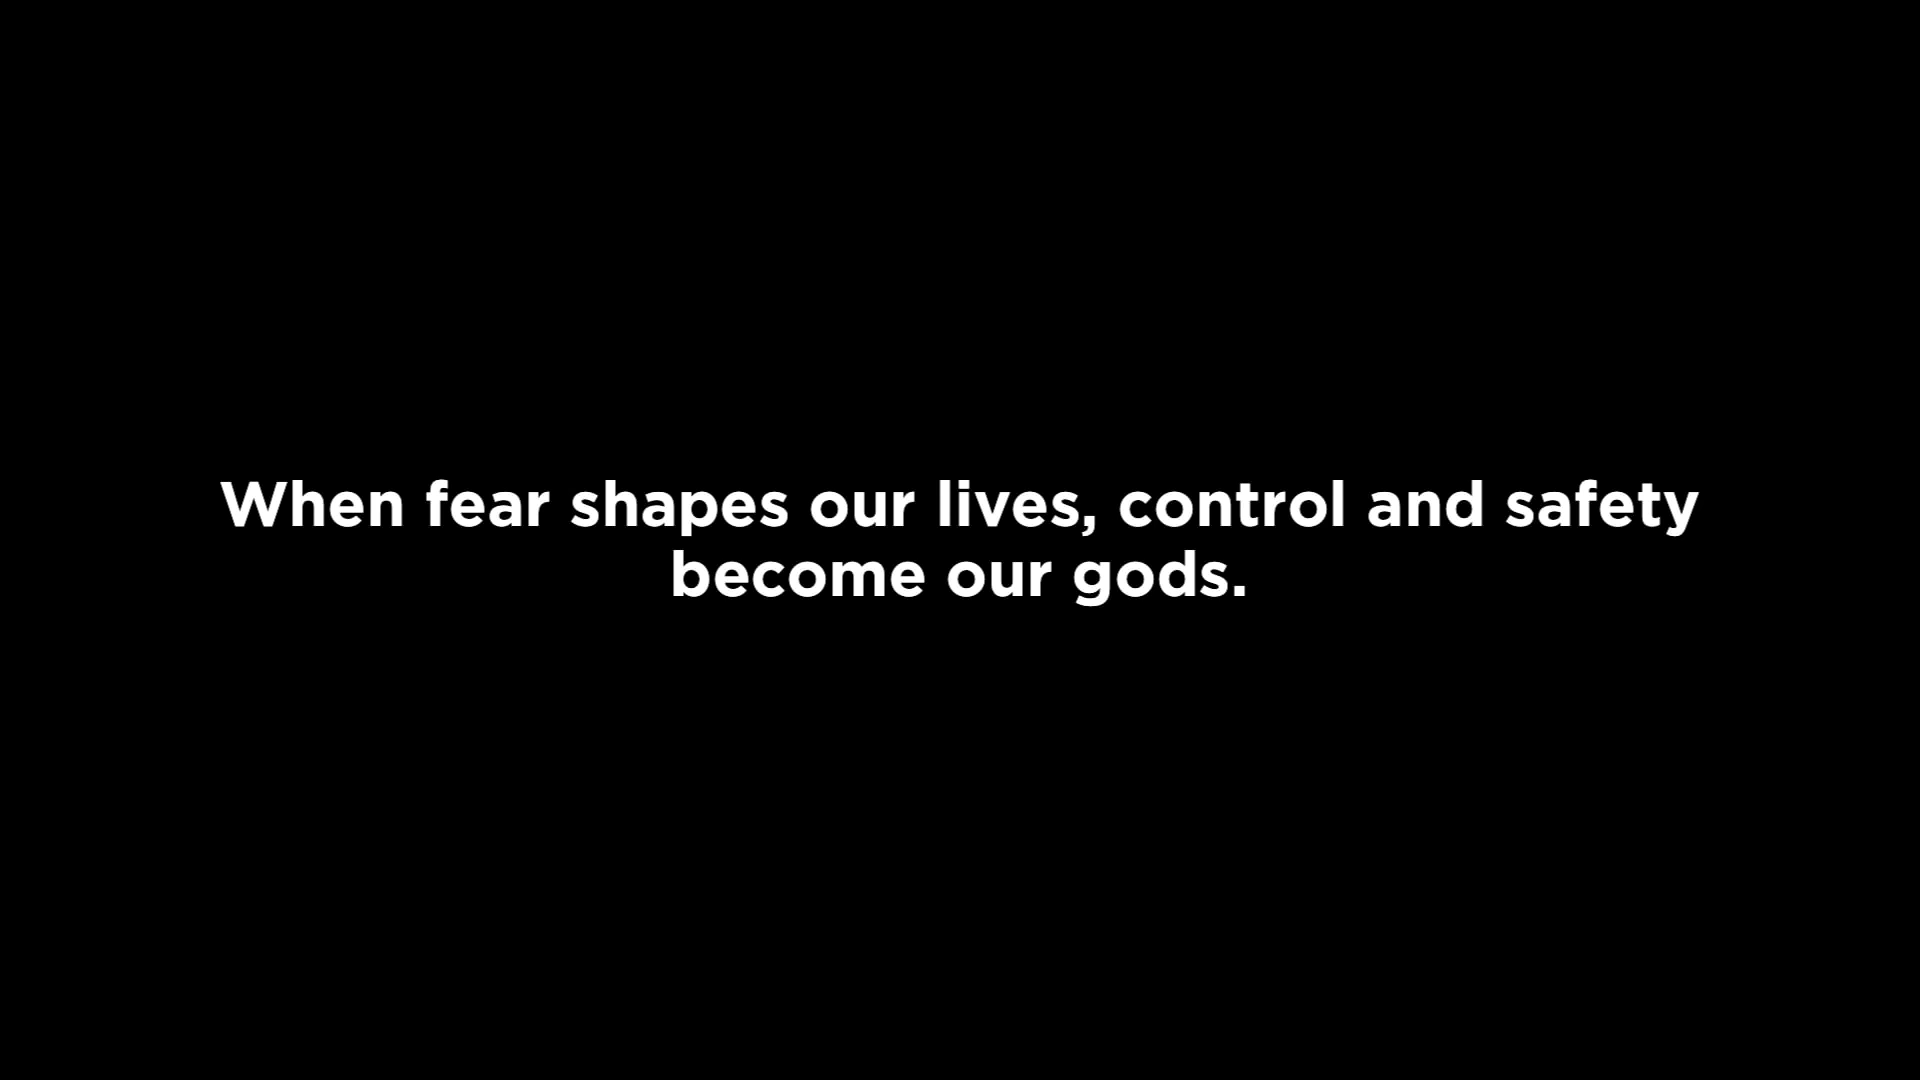 When fear shapes our lives, control and safety
become our gods.